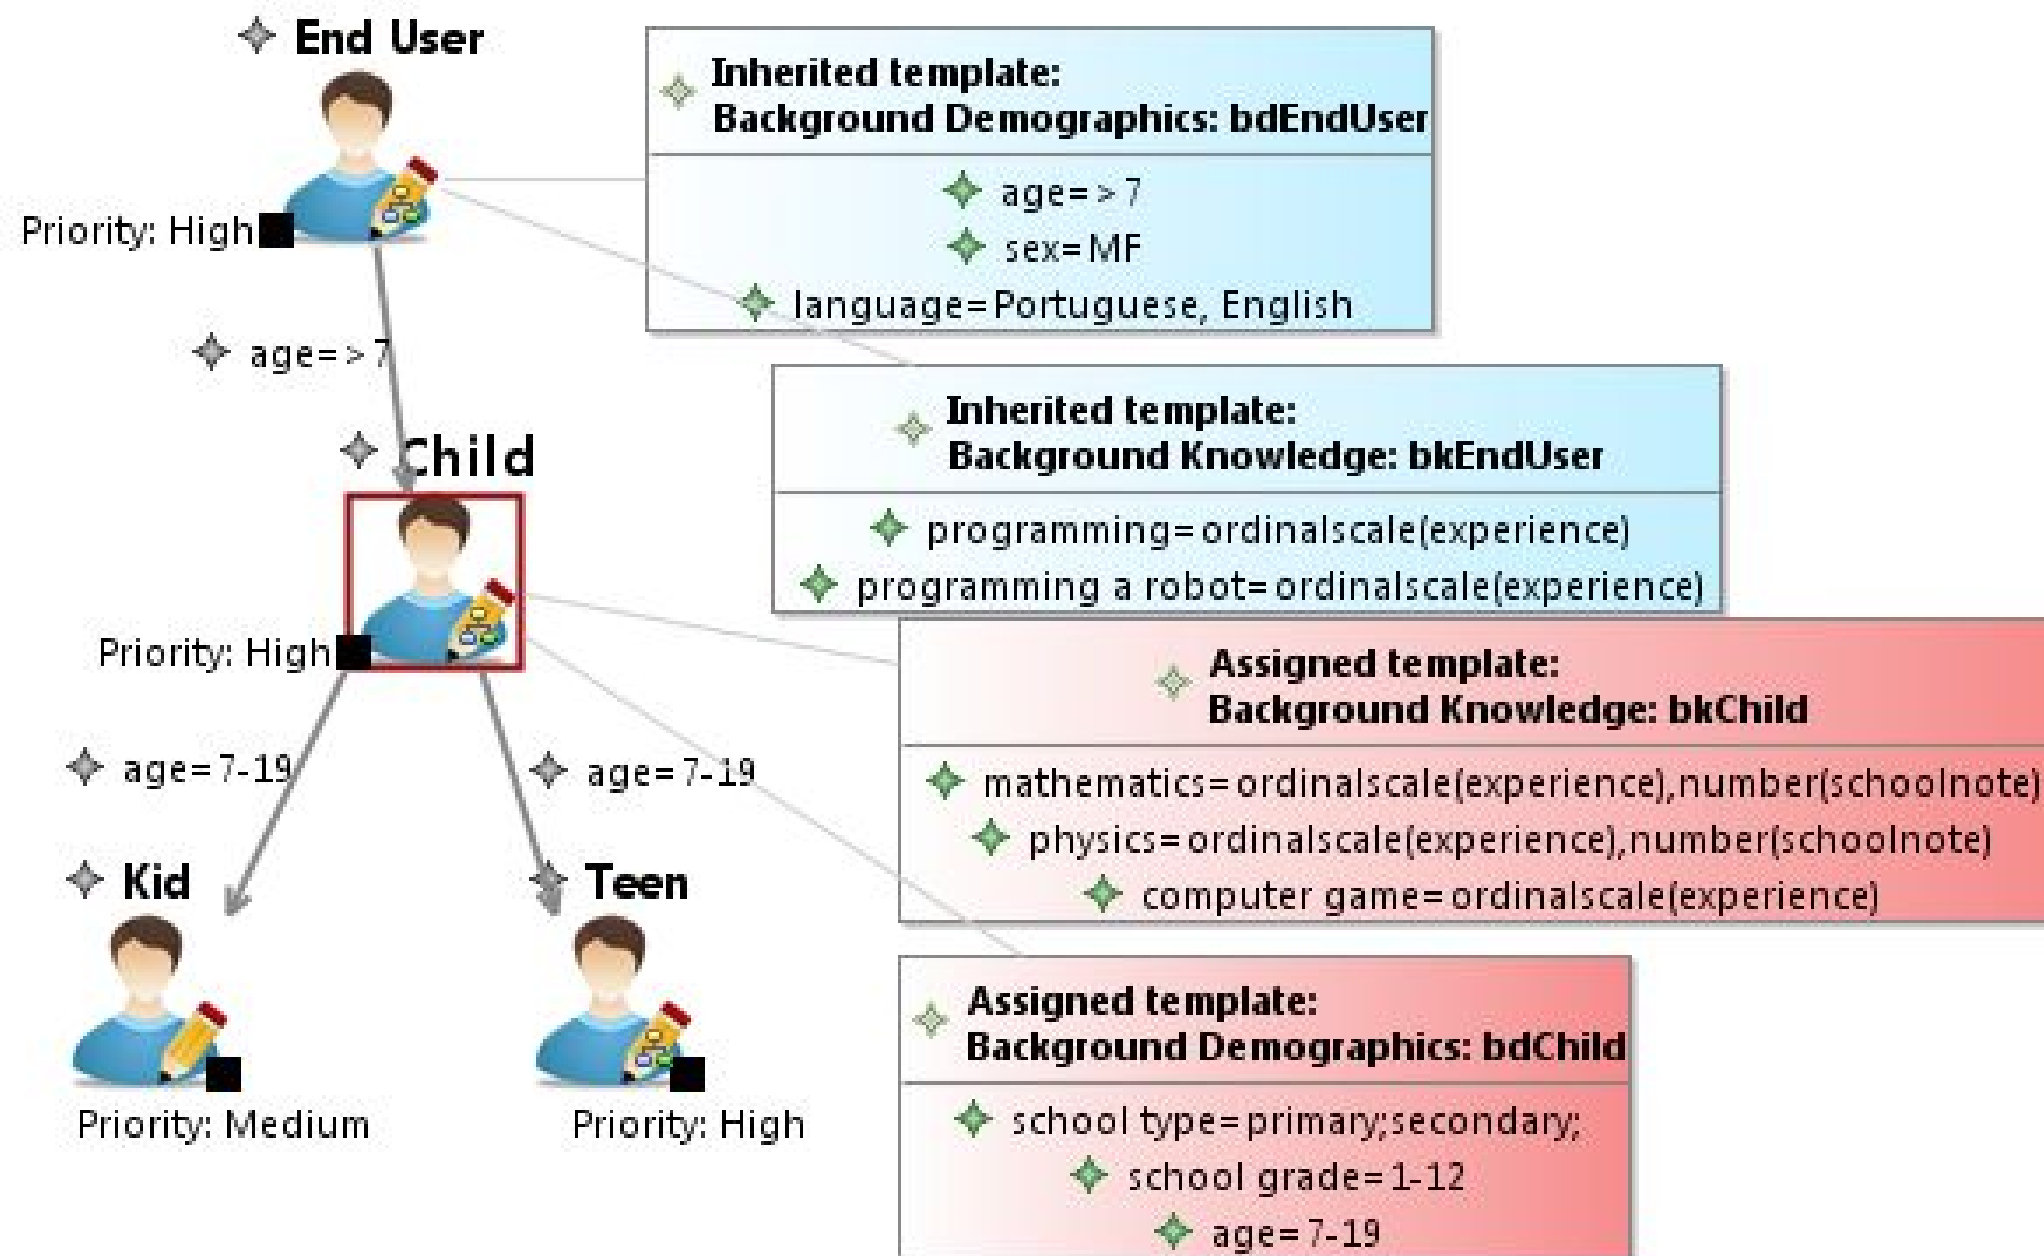 End User
Priority: High
age=>7
Child
Priority: High
age=7-19
age=7-19
Kid
Priority: Medium
Teen
Priority: High
Inherited template:
Background Demographics: bdEndUser
age=>7
sex=MF
language=Portuguese, English
Inherited template:
Background Knowledge: bkEndUser
programming=ordinalscale(experience)
programming a robot=ordinalscale(experience)
Assigned template:
Background Knowledge: bkChild
mathematics=ordinalscale(experience),number(schoolnote)
physics=ordinalscale(experience),number(schoolnote)
computer game=ordinalscale(experience)
Assigned template:
Background Demographics: bdChild
school type=primary;secondary;
school grade=1-12
age=7-19